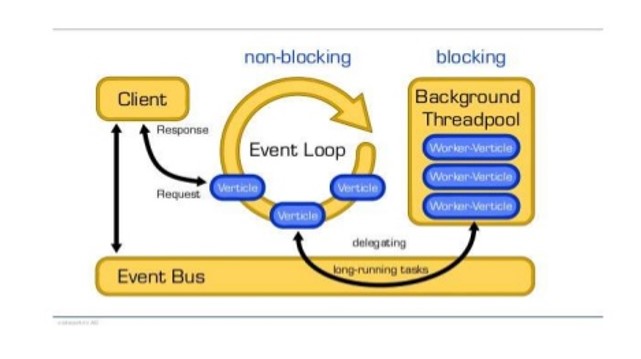 non-blocking
blocking
Client
Response
Request
Event Loop
Verticle
Verticle
Verticle
Background
Threadpool
Worker-Verticle
Worker-Verticle
Worker-Verticle
delegating
long-running tasks
Event Bus